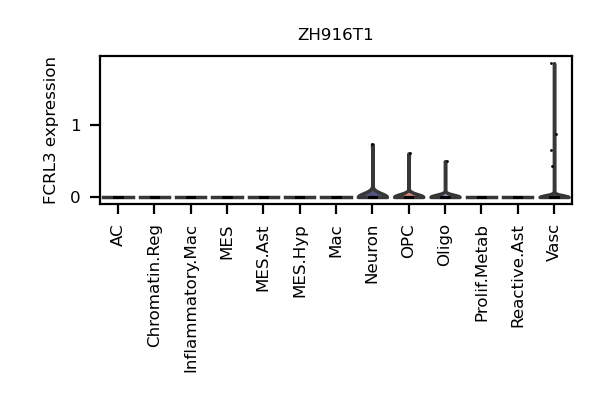 ZH916T1
FCRL3 expression
1
0
AC
Chromatin.Reg
Inflammatory.Mac
MES
MES.Ast
MES.Hyp
Mac
Neuron
OPC
Oligo
Prolif.Metab
Reactive.Ast
Vasc